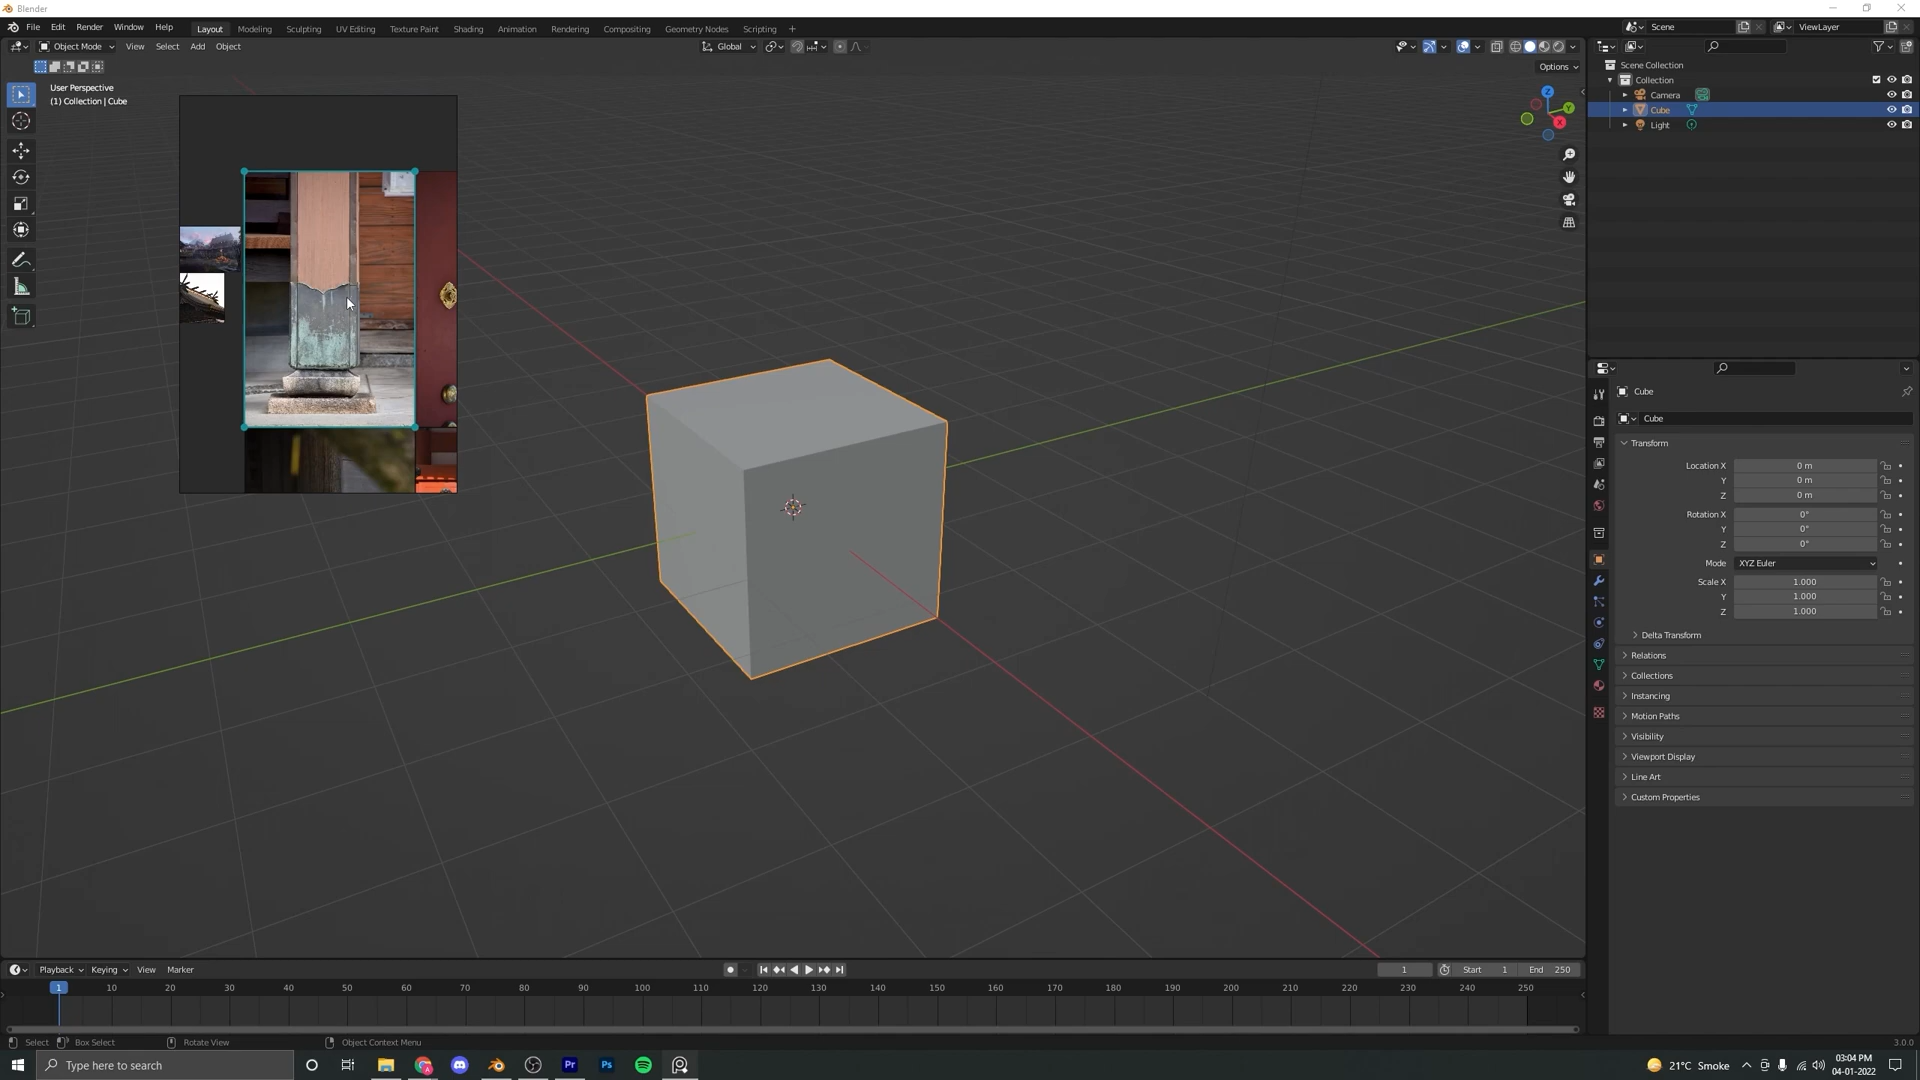 Blender
File Edit Render Window Help Layout Modeling Sculpting UV Editing Texture Paint Shading Animation Rendering Compositing Geometry Nodes Scripting + Scene ViewLayer
Object Mode View Select Add Object Global
Options
User Perspective
(1) Collection | Cube
Z
Y
X
Scene Collection
Collection
Camera
Cube
Light
Cube
Cube
Transform
Location X 0 m
Y 0 m
Z 0 m
Rotation X 0°
Y 0°
Z 0°
Mode XYZ Euler
Scale X 1.000
Y 1.000
Z 1.000
Delta Transform
Relations
Collections
Instancing
Motion Paths
Visibility
Viewport Display
Line Art
Custom Properties
Playback Keying View Marker 1 Start 1 End 250
1 10 20 30 40 50 60 70 80 90 100 110 120 130 140 150 160 170 180 190 200 210 220 230 240 250
Select Box Select Rotate View Object Context Menu 3.0.0
Type here to search Pr Ps 21°C Smoke 03:04 PM
04-01-2022